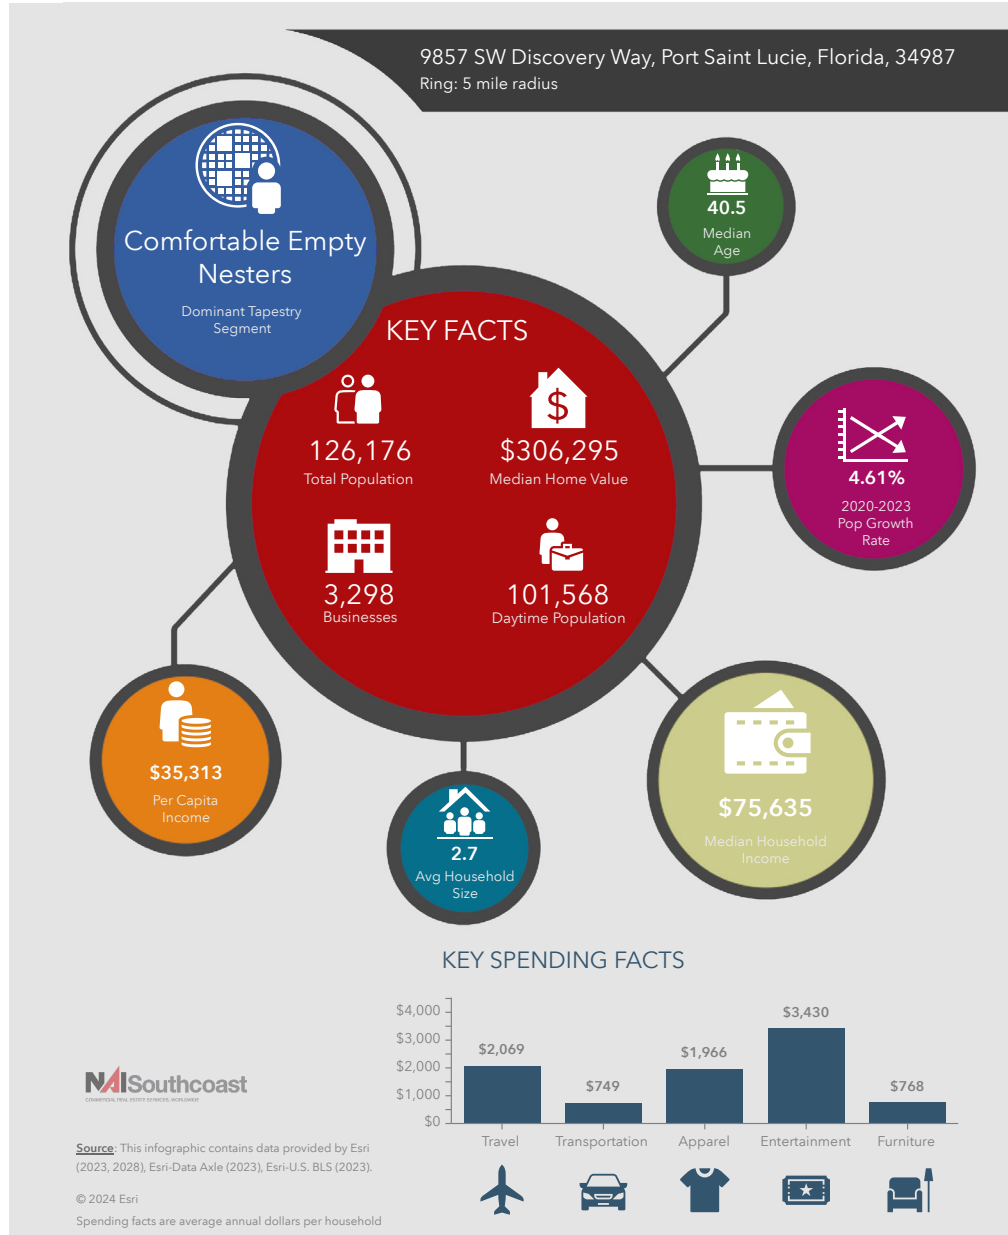 9857 SW Discovery Way, Port Saint Lucie, Florida, 34987
Ring: 5 mile radius
Comfortable Empty
Nesters
Dominant Tapestry
Segment
40.5
Median
Age
KEY FACTS
126,176
Total Population
$306,295
Median Home Value
3,298
Businesses
101,568
Daytime Population
4.61%
2020-2023
Pop Growth
Rate
$35,313
Per Capita
Income
2.7
Avg Household
Size
$75,635
Median Household
Income
KEY SPENDING FACTS
$4,000
$3,000
$2,000
$1,000
$0
$2,069
$749
$1,966
$3,430
$768
Travel
Transportation
Apparel
Entertainment
Furniture
NAISouthcoast
COMMERCIAL REAL ESTATE SERVICES, WORLDWIDE
Source: This infographic contains data provided by Esri
(2023, 2028), Esri-Data Axle (2023), Esri-U.S. BLS (2023).
© 2024 Esri
Spending facts are average annual dollars per household